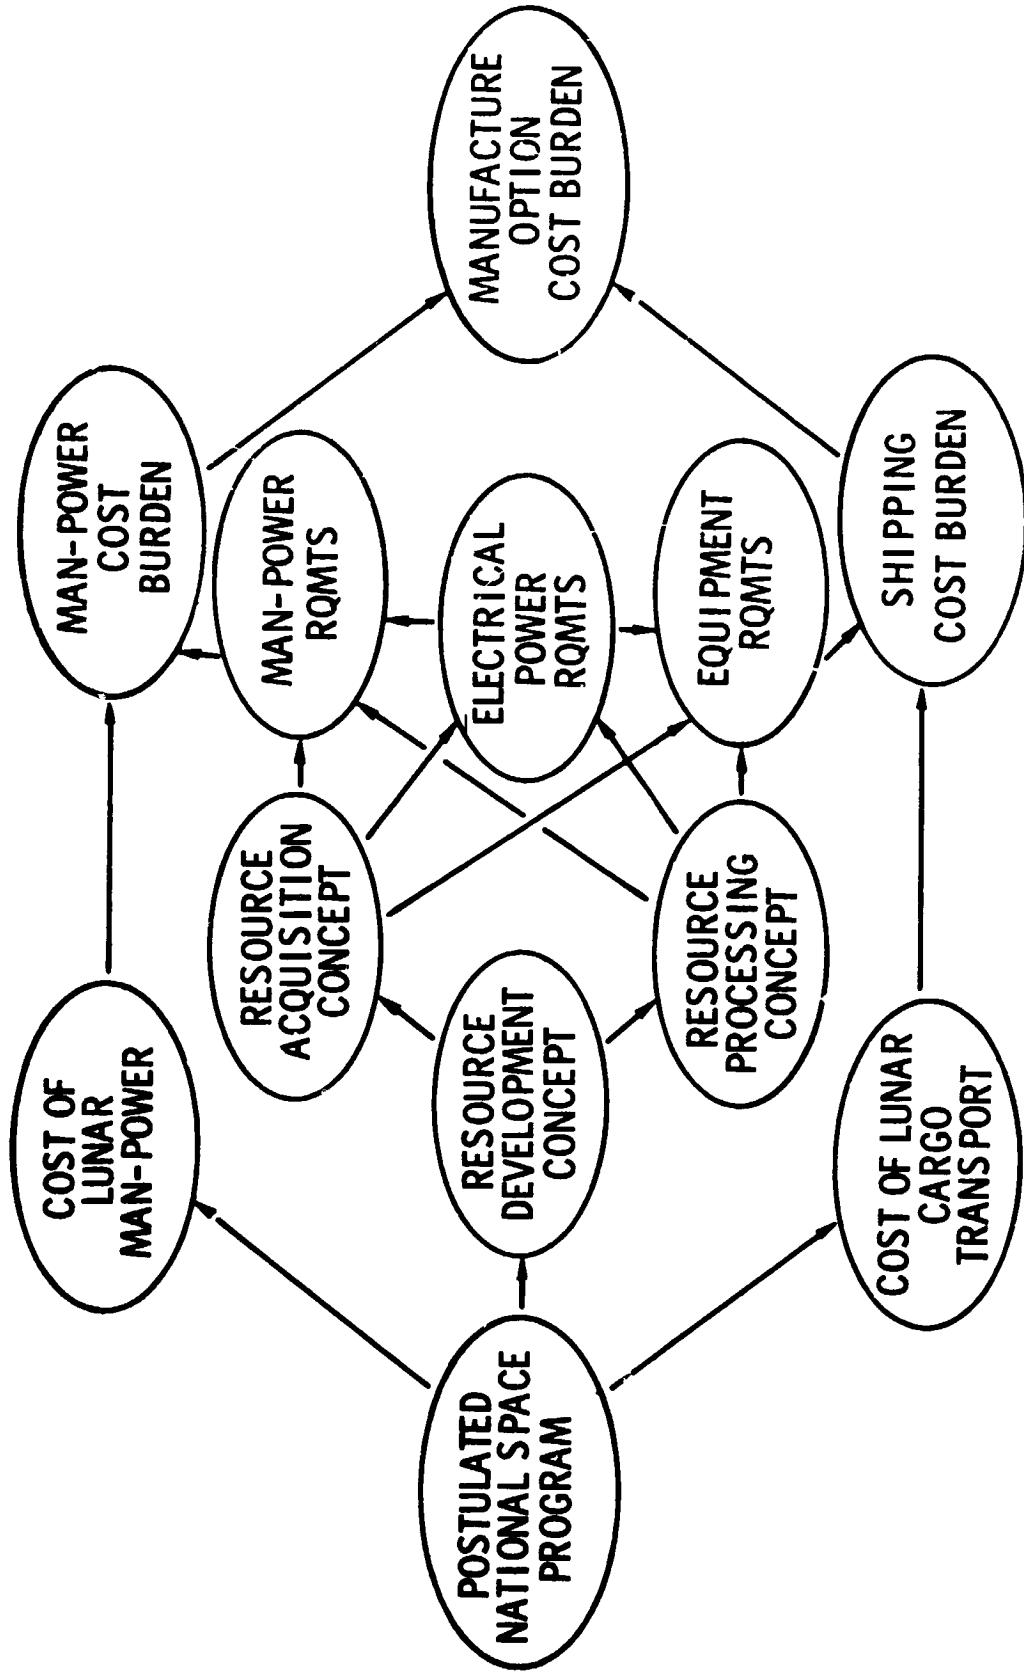 POSTULATED
NATIONAL SPACE
PROGRAM
COST OF
LUNAR
MAN-POWER
RESOURCE
DEVELOPMENT
CONCEPT
COST OF LUNAR
CARGO
TRANSPORT
RESOURCE
ACQUISITION
CONCEPT
RESOURCE
PROCESSING
CONCEPT
MAN-POWER
RQMTS
ELECTRICAL
POWER
RQMTS
EQUIPMENT
RQMTS
MAN-POWER
COST
BURDEN
SHIPPING
COST BURDEN
MANUFACTURE
OPTION
COST BURDEN